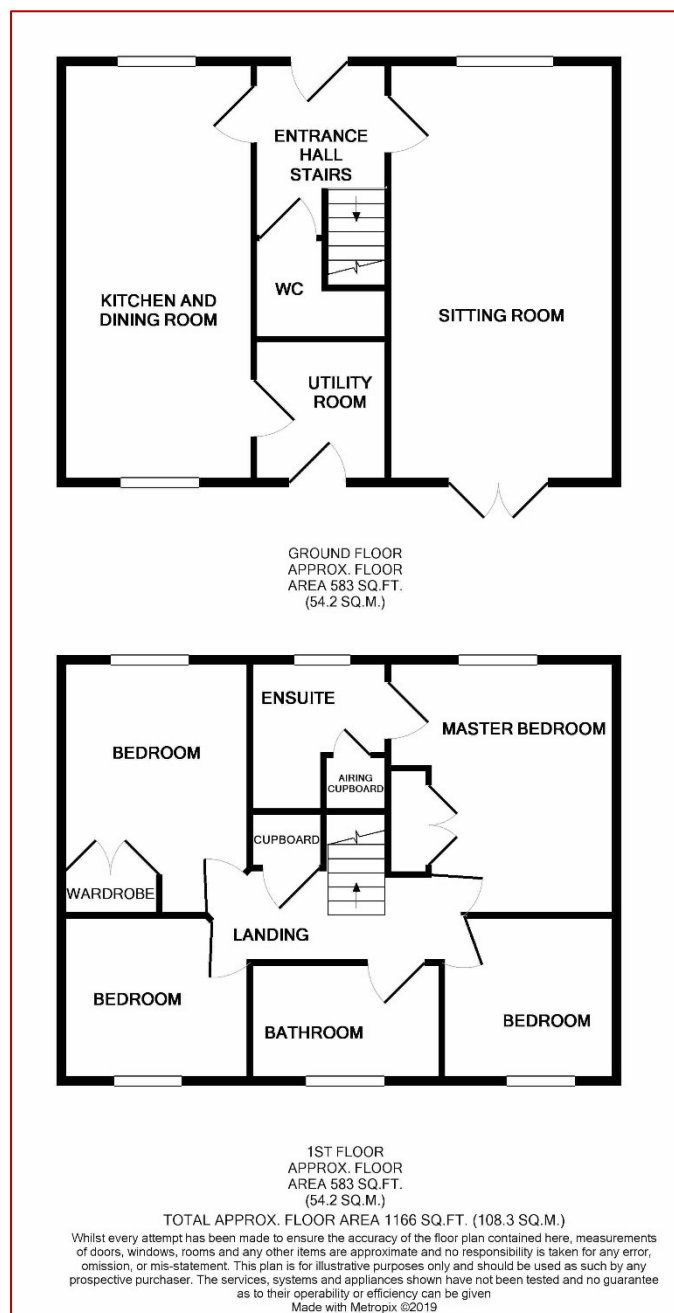 ENTRANCE
HALL
STAIRS
WC
KITCHEN AND
DINING ROOM
SITTING ROOM
UTILITY
ROOM
GROUND FLOOR
APPROX. FLOOR
AREA 583 SQ.FT.
(54.2 SQ.M.)
ENSUITE
MASTER BEDROOM
BEDROOM
AIRING
CUPBOARD
CUPBOARD
WARDROBE
LANDING
BEDROOM
BATHROOM
BEDROOM
1ST FLOOR
APPROX. FLOOR
AREA 583 SQ.FT.
(54.2 SQ.M.)
TOTAL APPROX. FLOOR AREA 1166 SQ.FT. (108.3 SQ.M.)
Whilst every attempt has been made to ensure the accuracy of the floor plan contained here, measurements
of doors, windows, rooms and any other items are approximate and no responsibility is taken for any error,
omission, or mis-statement. This plan is for illustrative purposes only and should be used as such by any
prospective purchaser. The services, systems and appliances shown have not been tested and no guarantee
as to their operability or efficiency can be given
Made with Metropix ©2019